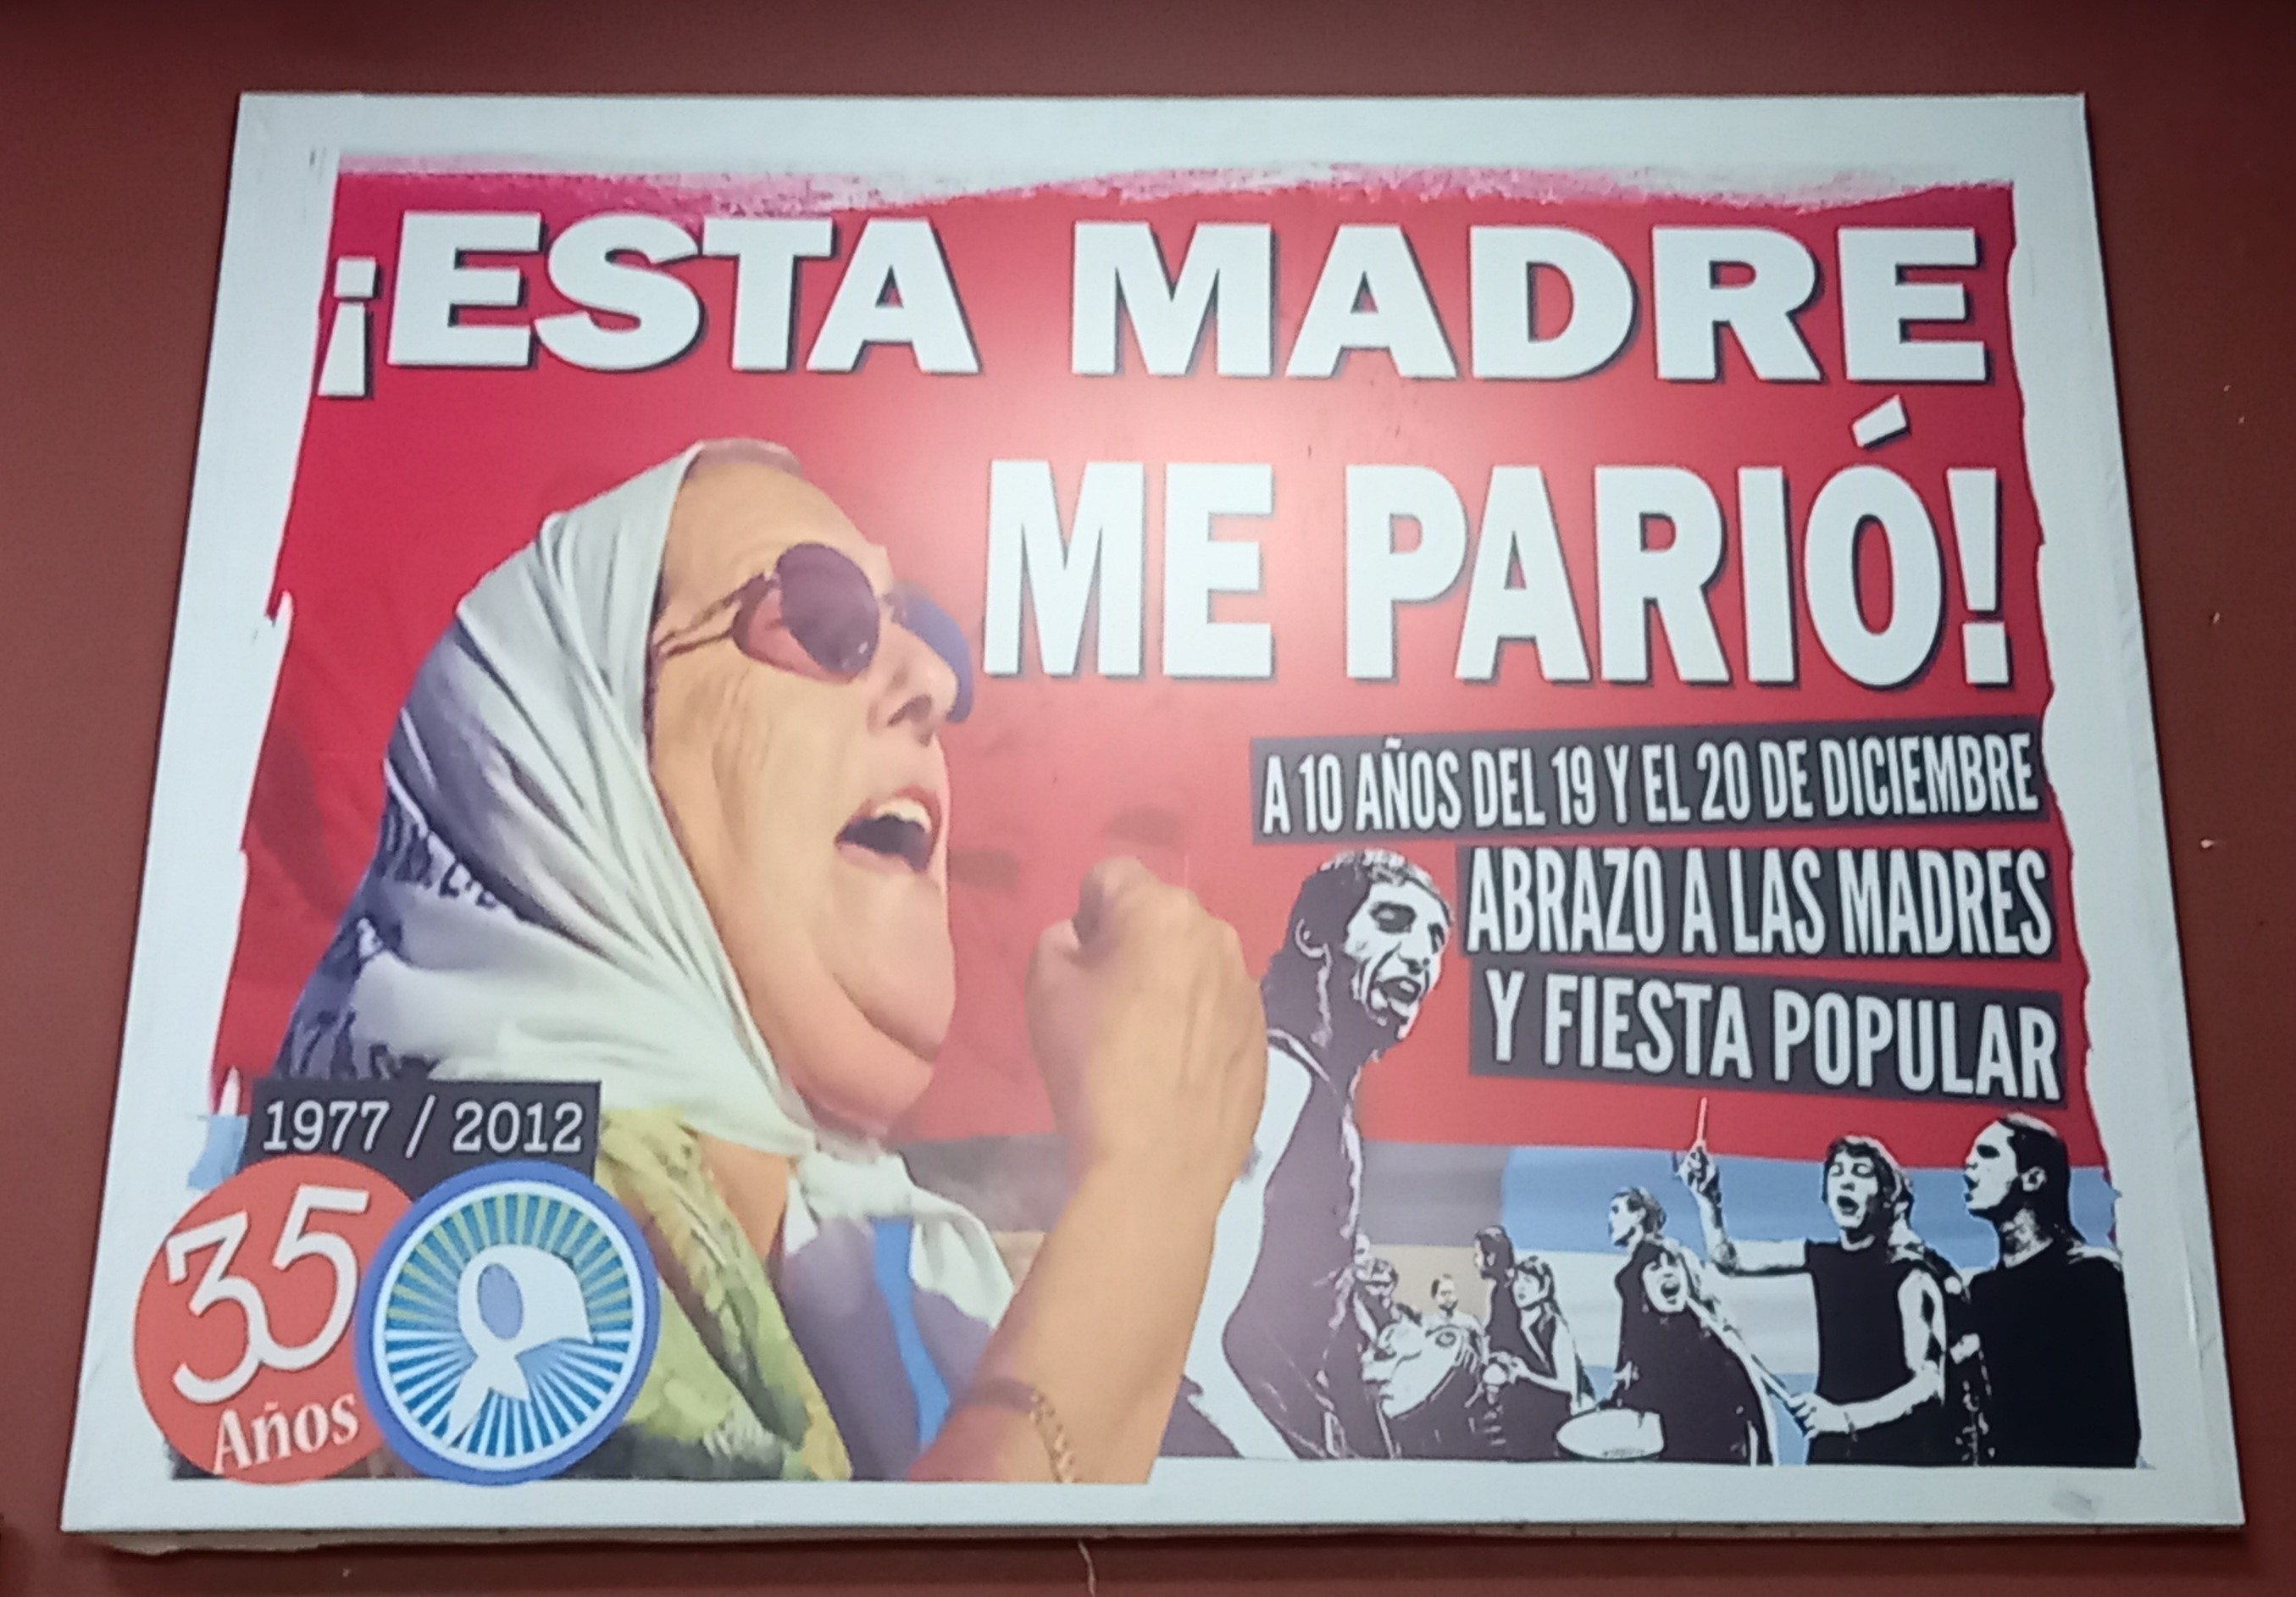 ¡ESTA MADRE
ME PARIÓ!
A 10 AÑOS DEL 19 Y EL 20 DE DICIEMBRE
ABRAZO A LAS MADRES
Y FIESTA POPULAR
1977 / 2012
35
Años